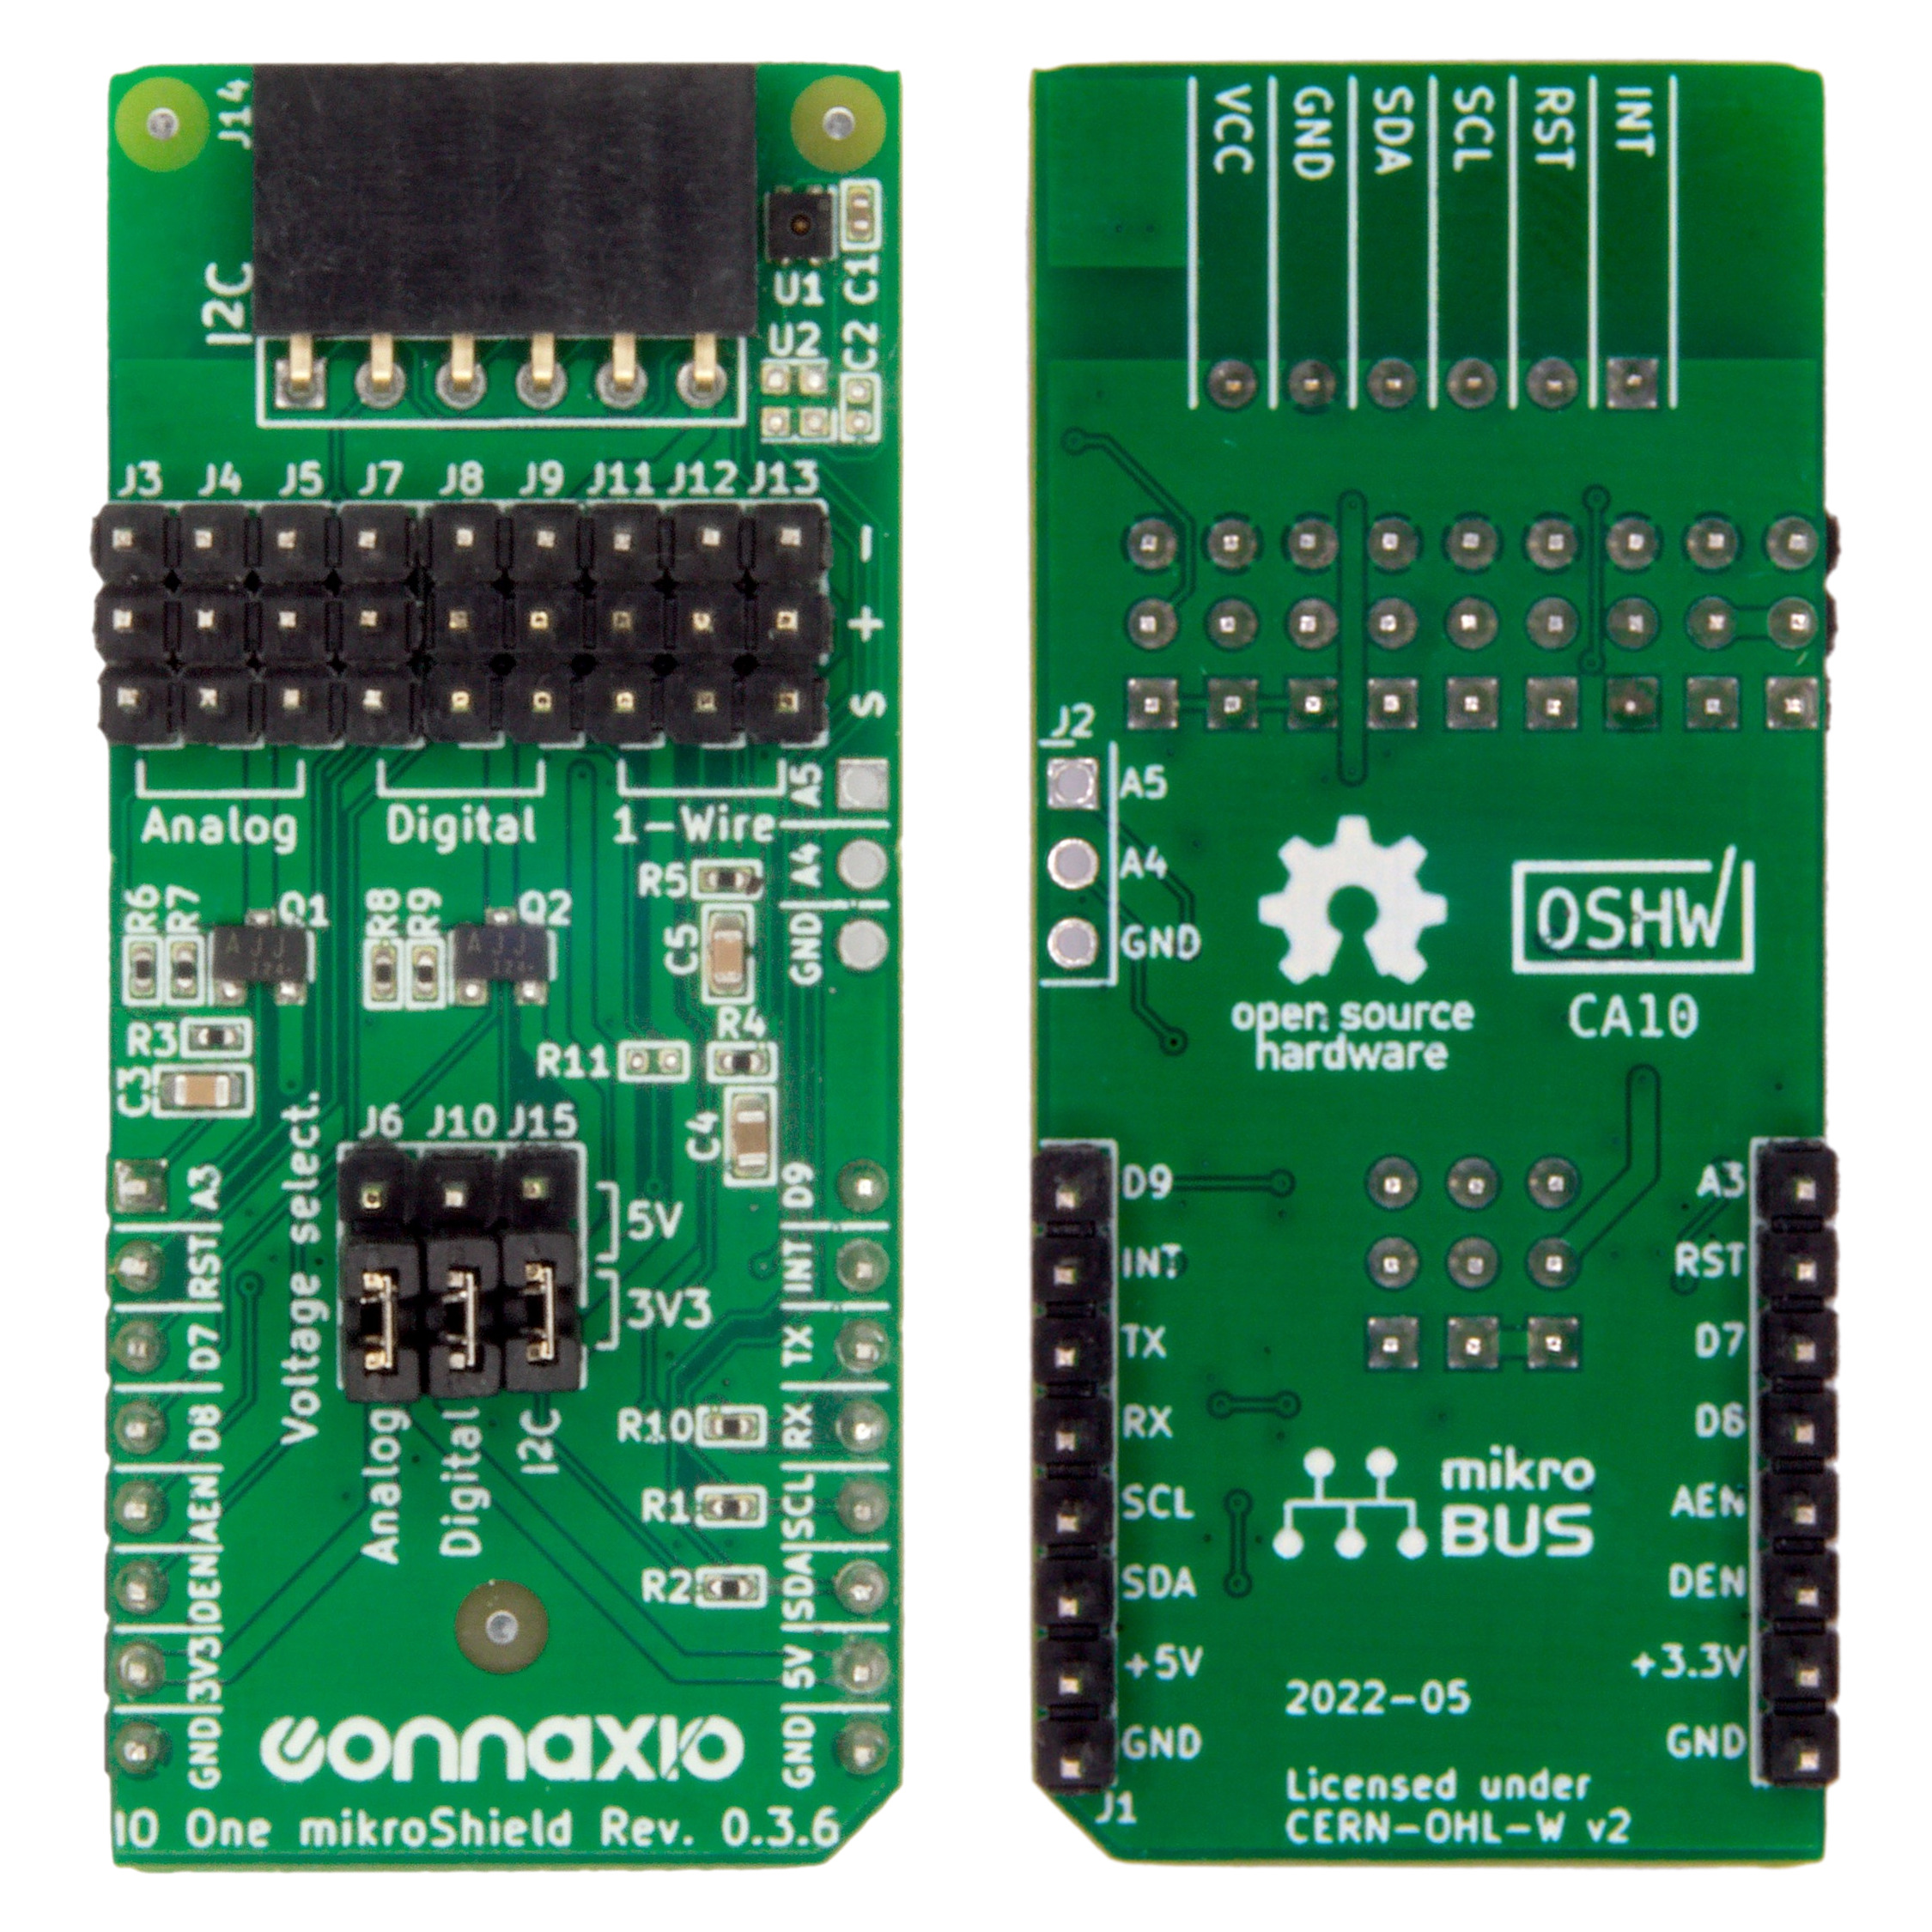 J14
I2C
U1
C1
U2
C2
J3 J4 J5 J7 J8 J9 J11 J12 J13
-
+
S
Analog
Digital
1-Wire
A5
A4
GND
R5
R6
R7
Q1
R8
R9
Q2
C5
AJJ
AJJ
R3
C3
R4
R11
C4
Voltage select.
J6 J10 J15
5V
3V3
Analog
Digital
I2C
A3
RST
D7
D8
AEN
DEN
3V3
GND
D9
INT
TX
RX
SCL
SDA
5V
GND
R10
R1
R2
connaxio
IO One mikroShield Rev. 0.3.6
VCC
GND
SDA
SCL
RST
INT
J2
A5
A4
GND
open source
hardware
OSHW
CA10
D9
INT
TX
RX
SCL
SDA
+5V
GND
J1
A3
RST
D7
D6
AEN
DEN
+3.3V
GND
mikro
BUS
2022-05
Licensed under
CERN-OHL-W v2